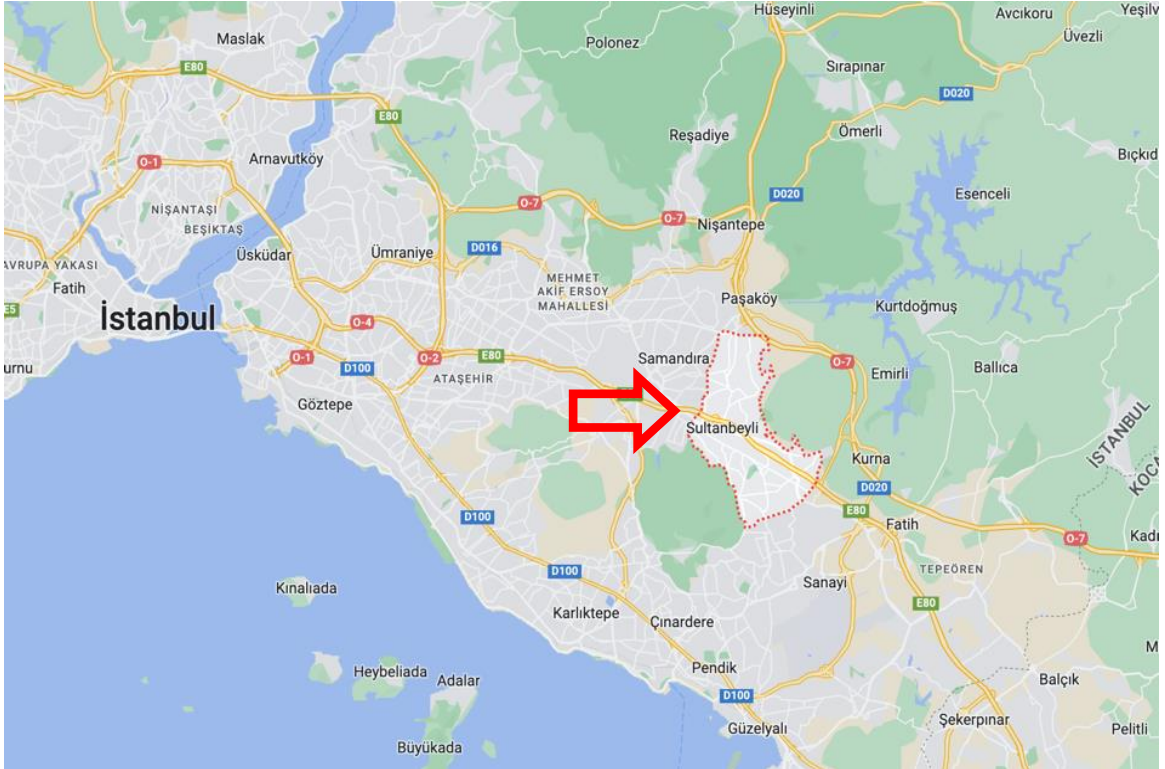 Hüseyinli
Avcıkoru
Maslak
Polonez
Üvezli
E80
Sırapınar
D020
E80
Reşadiye
Ömerli
O-1
Arnavutköy
Esenceli
D020
NİŞANTAŞI
BEŞİKTAŞ
O-7
O-7
Nişantepe
Üsküdar
Ümraniye
D016
AVRUPA YAKASI
Fatih
MEHMET
AKİF ERSOY
MAHALLESİ
Paşaköy
Kurtdoğmuş
E5
İstanbul
O-4
O-1
O-2
E80
Samandıra
O-7
D100
ATAŞEHİR
Emirli
Ballıca
Göztepe
Sultanbeyli
İSTANBUL
Kurna
D020
D100
E80
Fatih
O-7
D100
TEPEÖREN
Sanayi
Kınalıada
E80
Karlıktepe
Çınardere
Pendik
Heybeliada
Adalar
D100
Balçık
Şekerpınar
Güzelyalı
Pelitli
Büyükada